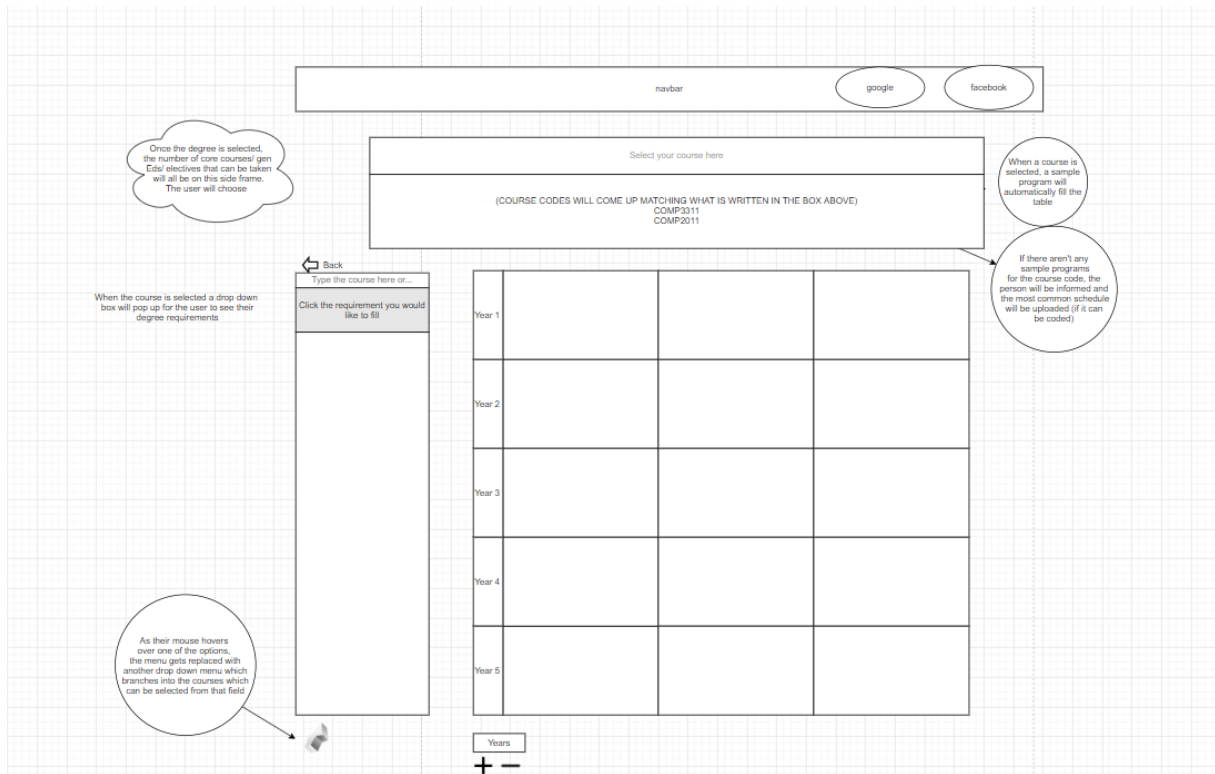 navbar
google
facebook
Once the degree is selected,
the number of core courses/ gen
Eds/ electives that can be taken
will all be on this side frame.
The user will choose
Select your course here
(COURSE CODES WILL COME UP MATCHING WHAT IS WRITTEN IN THE BOX ABOVE)
COMP3311
COMP2011
When a course is
selected, a sample
program will
automatically fill the
table
If there aren't any
sample programs
for the course code, the
person will be informed and
the most common schedule
will be uploaded (if it can
be coded)
Back
Type the course here or...
Click the requirement you would
like to fill
When the course is selected a drop down
box will pop up for the user to see their
degree requirements
Year 1
Year 2
Year 3
Year 4
Year 5
As their mouse hovers
over one of the options,
the menu gets replaced with
another drop down menu which
branches into the courses which
can be selected from that field
Years